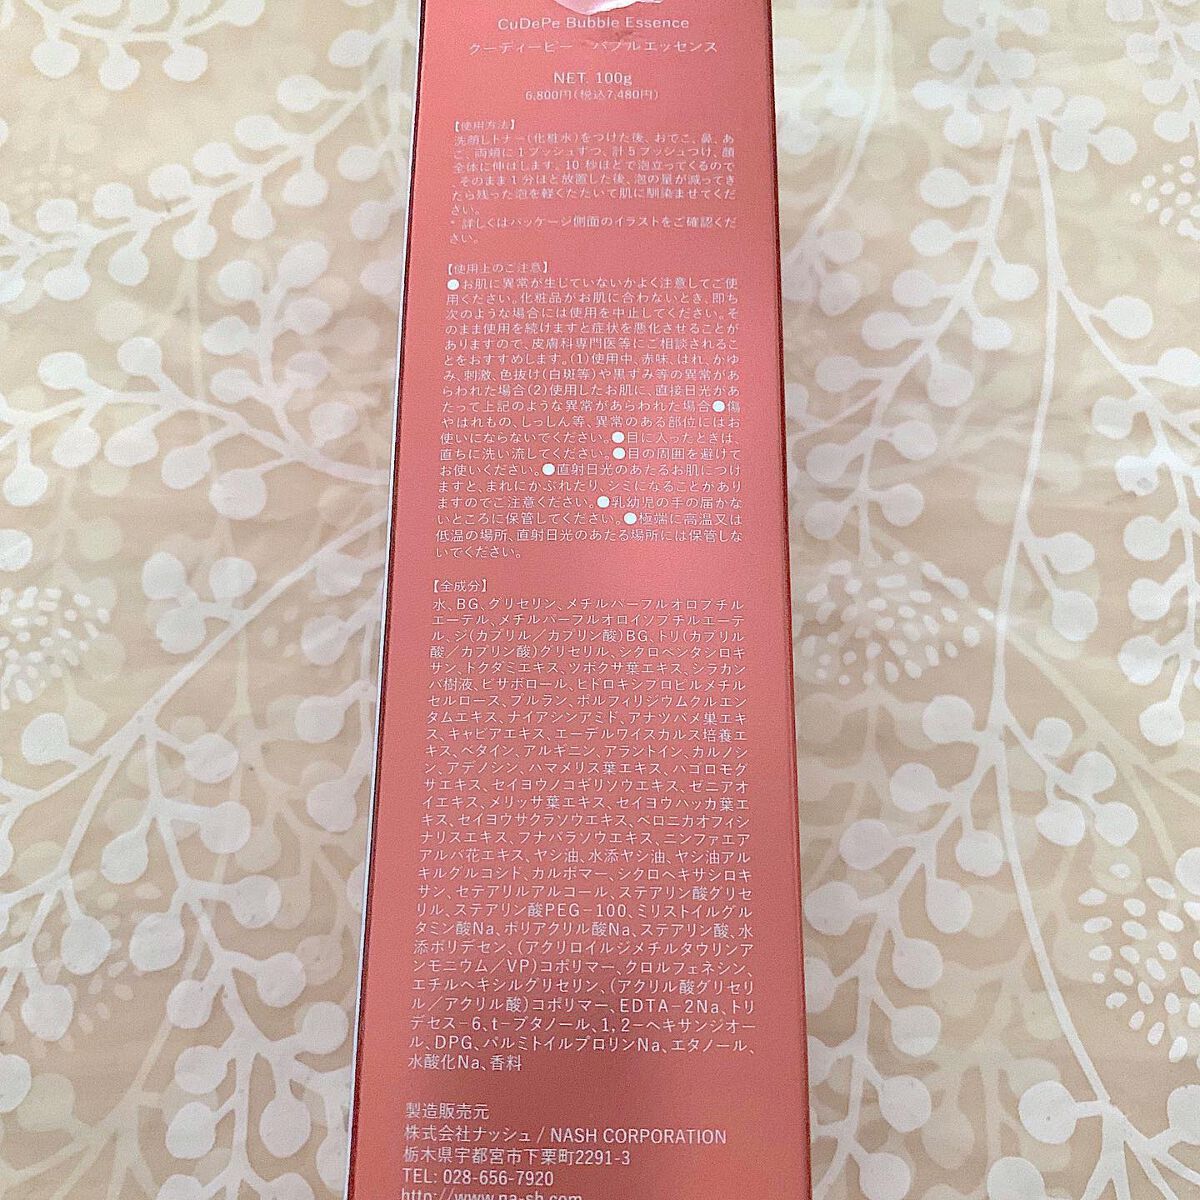 CuDePe Bubble Essence
クーディーピー バブルエッセンス
NET. 100g
6,800円(税込7,480円)
【使用方法】
洗顔しトナー(化粧水)をつけた後、おでこ、鼻、あ
ご、両頬に1プッシュずつ、計5プッシュつけ、顔
全体に伸ばします。10秒ほどで泡立ってくるので
、そのまま1分ほど放置した後、泡の量が減ってき
たら残った泡を軽くたたいて肌に馴染ませてくだ
さい。
* 詳しくはパッケージ側面のイラストをご確認くだ
さい。
【使用上のご注意】
●お肌に異常が生じていないかよく注意してご使
用ください。化粧品がお肌に合わないとき、即ち
次のような場合には使用を中止してください。そ
のまま使用を続けますと症状を悪化させることが
ありますので、皮膚科専門医等にご相談されるこ
とをおすすめします。(1)使用中、赤味、はれ、かゆ
み、刺激、色抜け(白斑等)や黒ずみ等の異常があ
らわれた場合(2)使用したお肌に、直接日光があ
たって上記のような異常があらわれた場合●傷
やはれもの、しっしん等、異常のある部位にはお
使いにならないでください。●目に入ったときは、
直ちに洗い流してください。●目の周囲を避けて
お使いください。●直射日光のあたるお肌につけ
ますと、まれにかぶれたり、シミになることがあり
ますのでご注意ください。●乳幼児の手の届かな
いところに保管してください。●極端に高温又は
低温の場所、直射日光のあたる場所には保管しな
いでください。
【全成分】
水、BG、グリセリン、メチルパーフルオロブチル
エーテル、メチルパーフルオロイソブチルエーテ
ル、ジ(カプリル／カプリン酸)BG、トリ(カプリル
酸／カプリン酸)グリセリル、シクロペンタシロキ
サン、ドクダミエキス、ツボクサ葉エキス、シラカン
バ樹液、ビサボロール、ヒドロキシプロピルメチル
セルロース、プルラン、ポルフィリジウムクルエン
タムエキス、ナイアシンアミド、アナツバメ巣エキ
ス、キャビアエキス、エーデルワイスカルス培養エ
キス、ベタイン、アルギニン、アラントイン、カルノシ
ン、アデノシン、ハマメリス葉エキス、ハゴロモグ
サエキス、セイヨウノコギリソウエキス、ゼニアオ
イエキス、メリッサ葉エキス、セイヨウハッカ葉エ
キス、セイヨウサクラソウエキス、ベロニカオフィシ
ナリスエキス、フナバラソウエキス、ニンファエア
アルバ花エキス、ヤシ油、水添ヤシ油、ヤシ油アル
キルグルコシド、カルボマー、シクロヘキサシロキ
サン、セテアリルアルコール、ステアリン酸グリセ
リル、ステアリン酸PEG-100、ミリストイルグル
タミン酸Na、ポリアクリル酸Na、ステアリン酸、水
添ポリデセン、(アクリロイルジメチルタウリンア
ンモニウム／VP)コポリマー、クロルフェネシン、
エチルヘキシルグリセリン、(アクリル酸グリセリ
ル／アクリル酸)コポリマー、EDTA-2Na、トリ
デセス-6、t-ブタノール、1,2-ヘキサンジオー
ル、DPG、パルミトイルプロリンNa、エタノール、
水酸化Na、香料
製造販売元
株式会社ナッシュ / NASH CORPORATION
栃木県宇都宮市下栗町2291-3
TEL: 028-656-7920
http://www.na-sh.com